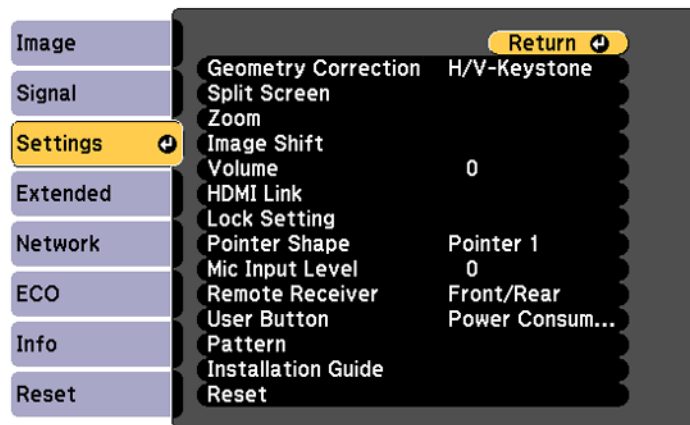 Image
Signal
Settings
Extended
Network
ECO
Info
Reset
Return
Geometry Correction H/V-Keystone
Split Screen
Zoom
Image Shift
Volume 0
HDMI Link
Lock Setting
Pointer Shape Pointer 1
Mic Input Level 0
Remote Receiver Front/Rear
User Button Power Consum...
Pattern
Installation Guide
Reset